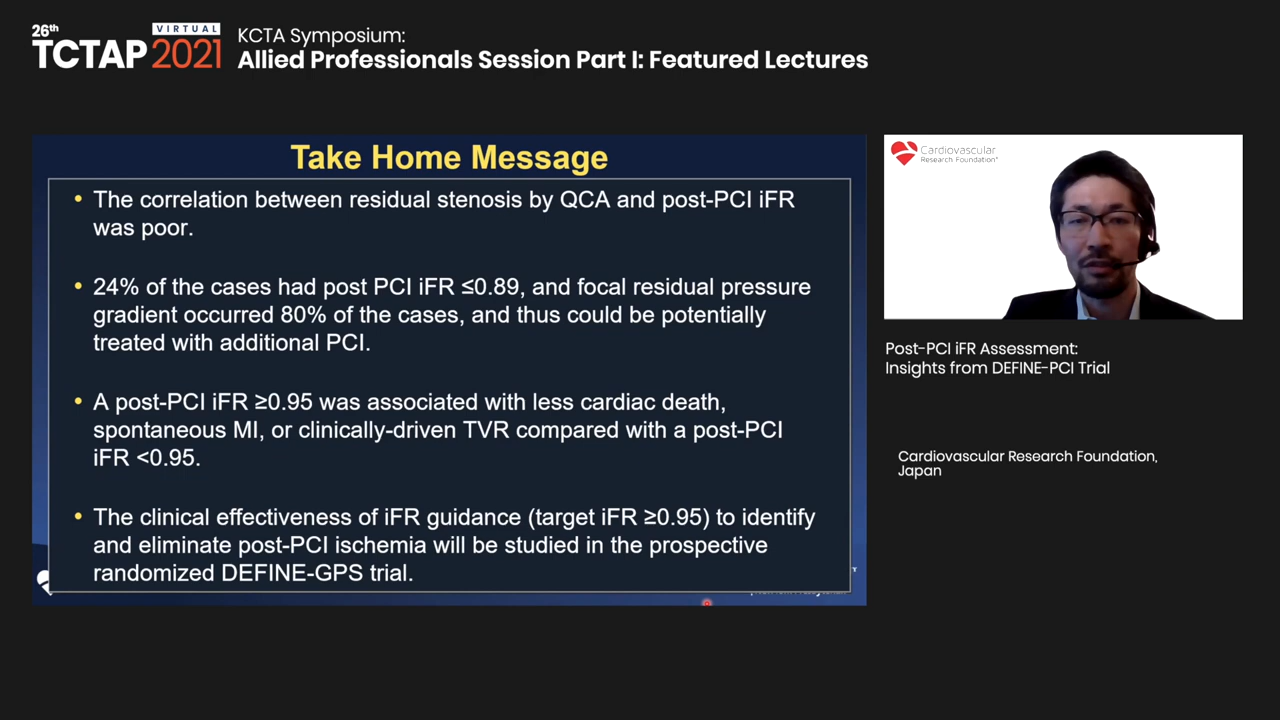 26th
VIRTUAL
TCTAP 2021
KCTA Symposium:
Allied Professionals Session Part I: Featured Lectures
Take Home Message
• The correlation between residual stenosis by QCA and post-PCI iFR
was poor.
• 24% of the cases had post PCI iFR ≤0.89, and focal residual pressure
gradient occurred 80% of the cases, and thus could be potentially
treated with additional PCI.
• A post-PCI iFR ≥0.95 was associated with less cardiac death,
spontaneous MI, or clinically-driven TVR compared with a post-PCI
iFR <0.95.
• The clinical effectiveness of iFR guidance (target iFR ≥0.95) to identify
and eliminate post-PCI ischemia will be studied in the prospective
randomized DEFINE-GPS trial.
Cardiovascular
Research Foundation®
Post-PCI iFR Assessment:
Insights from DEFINE-PCI Trial
Cardiovascular Research Foundation,
Japan